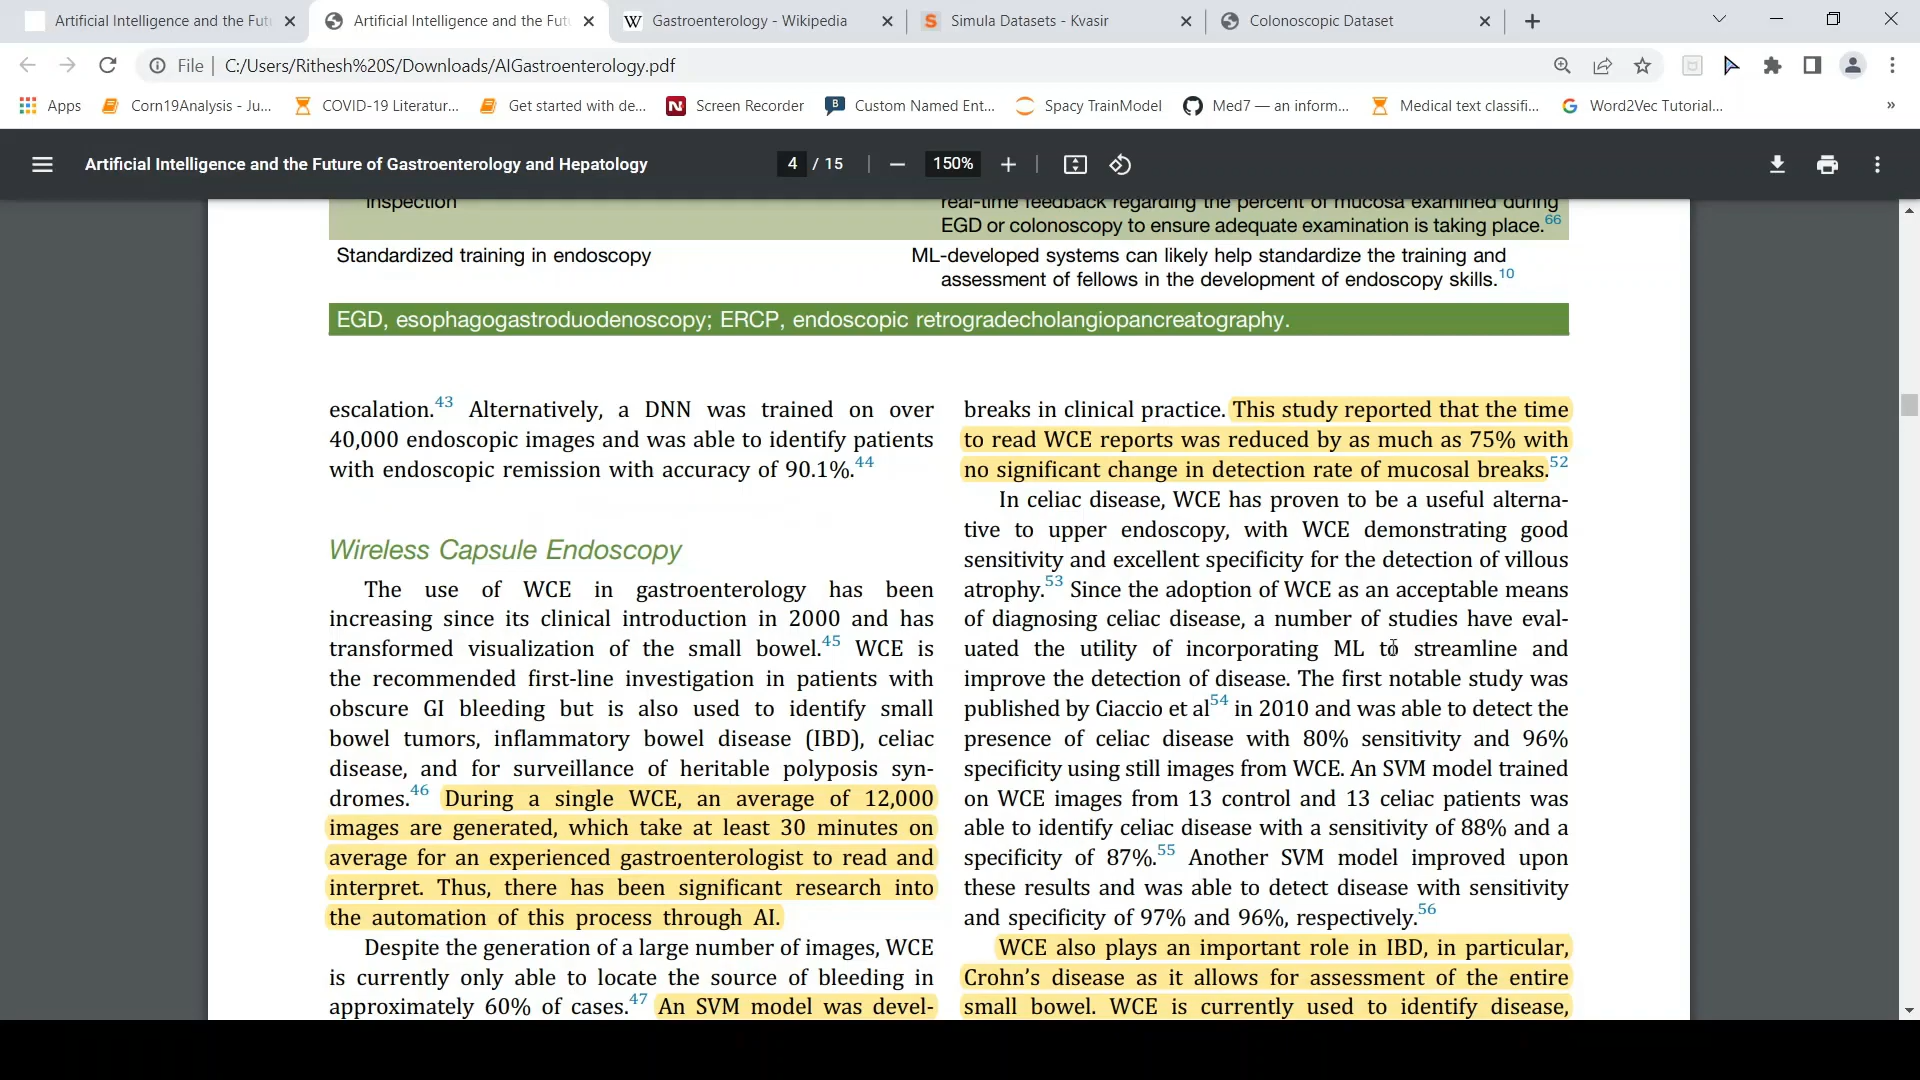 Artificial Intelligence and the Fut
Artificial Intelligence and the Fut
Gastroenterology - Wikipedia
Simula Datasets - Kvasir
Colonoscopic Dataset
File
C:/Users/Rithesh%20S/Downloads/AIGastroenterology.pdf
Apps
Corn19Analysis - Ju...
COVID-19 Literatur...
Get started with de...
Screen Recorder
Custom Named Ent...
Spacy TrainModel
Med7 — an inform...
Medical text classifi...
Word2Vec Tutorial...
»
Artificial Intelligence and the Future of Gastroenterology and Hepatology
4 / 15
150%
inspection
real-time feedback regarding the percent of mucosa examined during
EGD or colonoscopy to ensure adequate examination is taking place.66
Standardized training in endoscopy
ML-developed systems can likely help standardize the training and
assessment of fellows in the development of endoscopy skills.10
EGD, esophagogastroduodenoscopy; ERCP, endoscopic retrogradecholangiopancreatography.
escalation.43 Alternatively, a DNN was trained on over
40,000 endoscopic images and was able to identify patients
with endoscopic remission with accuracy of 90.1%.44
Wireless Capsule Endoscopy
The use of WCE in gastroenterology has been
increasing since its clinical introduction in 2000 and has
transformed visualization of the small bowel.45 WCE is
the recommended first-line investigation in patients with
obscure GI bleeding but is also used to identify small
bowel tumors, inflammatory bowel disease (IBD), celiac
disease, and for surveillance of heritable polyposis syn-
dromes.46 During a single WCE, an average of 12,000
images are generated, which take at least 30 minutes on
average for an experienced gastroenterologist to read and
interpret. Thus, there has been significant research into
the automation of this process through AI.
Despite the generation of a large number of images, WCE
is currently only able to locate the source of bleeding in
approximately 60% of cases.47 An SVM model was devel-
breaks in clinical practice. This study reported that the time
to read WCE reports was reduced by as much as 75% with
no significant change in detection rate of mucosal breaks.52
In celiac disease, WCE has proven to be a useful alterna-
tive to upper endoscopy, with WCE demonstrating good
sensitivity and excellent specificity for the detection of villous
atrophy.53 Since the adoption of WCE as an acceptable means
of diagnosing celiac disease, a number of studies have eval-
uated the utility of incorporating ML to streamline and
improve the detection of disease. The first notable study was
published by Ciaccio et al54 in 2010 and was able to detect the
presence of celiac disease with 80% sensitivity and 96%
specificity using still images from WCE. An SVM model trained
on WCE images from 13 control and 13 celiac patients was
able to identify celiac disease with a sensitivity of 88% and a
specificity of 87%.55 Another SVM model improved upon
these results and was able to detect disease with sensitivity
and specificity of 97% and 96%, respectively.56
WCE also plays an important role in IBD, in particular,
Crohn's disease as it allows for assessment of the entire
small bowel. WCE is currently used to identify disease,